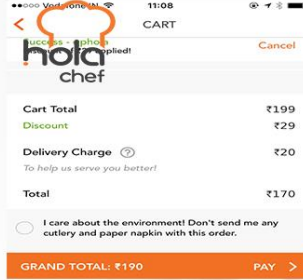 Vodafone IN 11:08
CART
Success -
Cancel
applied!
hola
chef
Cart Total ₹199
Discount ₹29
Delivery Charge ? ₹20
To help us serve you better!
Total ₹170
I care about the environment! Don't send me any
cutlery and paper napkin with this order.
GRAND TOTAL: ₹190 PAY >